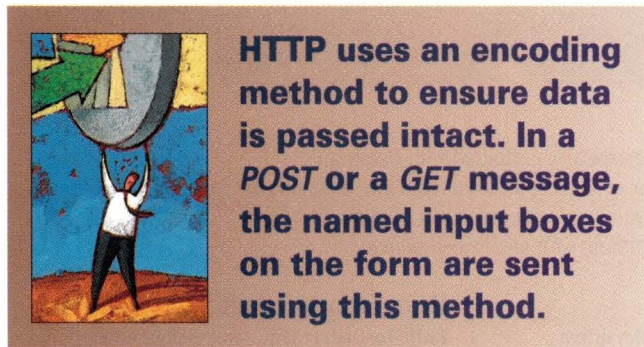 HTTP uses an encoding
method to ensure data
is passed intact. In a
POST or a GET message,
the named input boxes
on the form are sent
using this method.